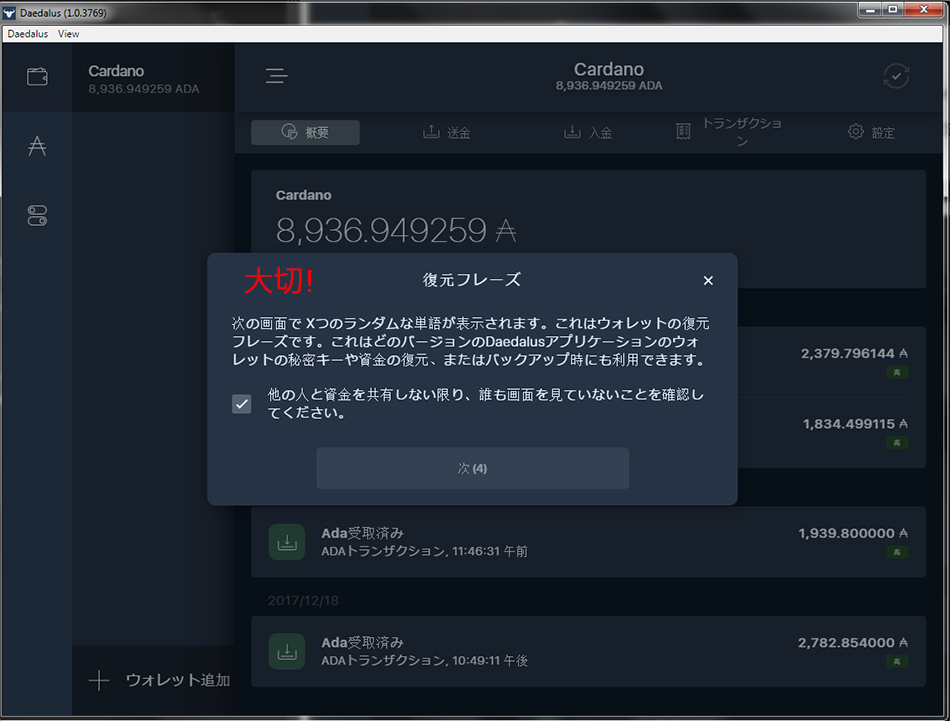 Daedalus (1.0.3769)
Daedalus View
Cardano
8,936.949259 ADA
Cardano
8,936.949259 ADA
概要
送金
入金
トランザクショ
ン
設定
Cardano
8,936.949259
大切!
復元フレーズ
次の画面で Xつのランダムな単語が表示されます。これはウォレットの復元
フレーズです。これはどのバージョンのDaedalusアプリケーションのウォ
レットの秘密キーや資金の復元、またはバックアップ時にも利用できます。
他の人と資金を共有しない限り、誰も画面を見ていないことを確認し
てください。
次 (4)
2,379.796144
高
1,834.499115
高
Ada受取済み
ADAトランザクション, 11:46:31 午前
1,939.800000
高
2017/12/18
Ada受取済み
ADAトランザクション, 10:49:11 午後
2,782.854000
高
ウォレット追加